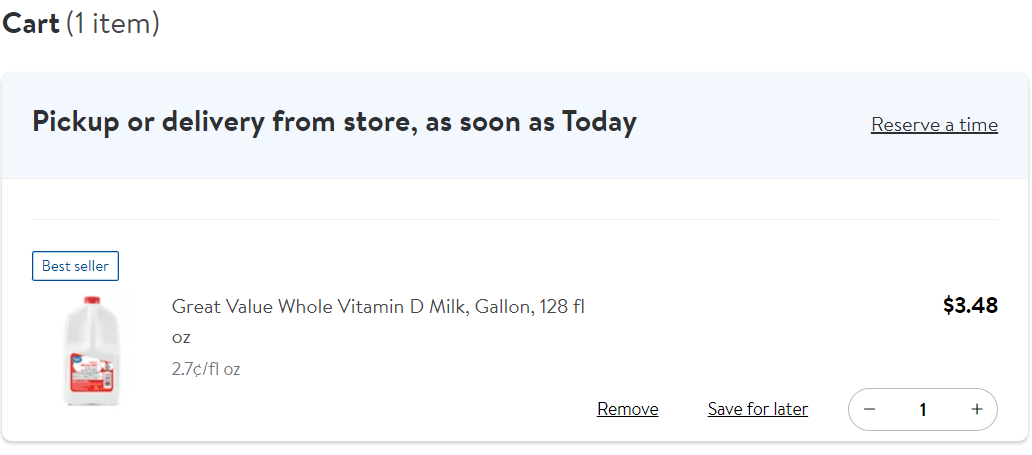 Cart (1 item)
Pickup or delivery from store, as soon as Today
Reserve a time
Best seller
Great Value Whole Vitamin D Milk, Gallon, 128 fl
oz
$3.48
2.7¢/fl oz
Remove
Save for later
− 1 +